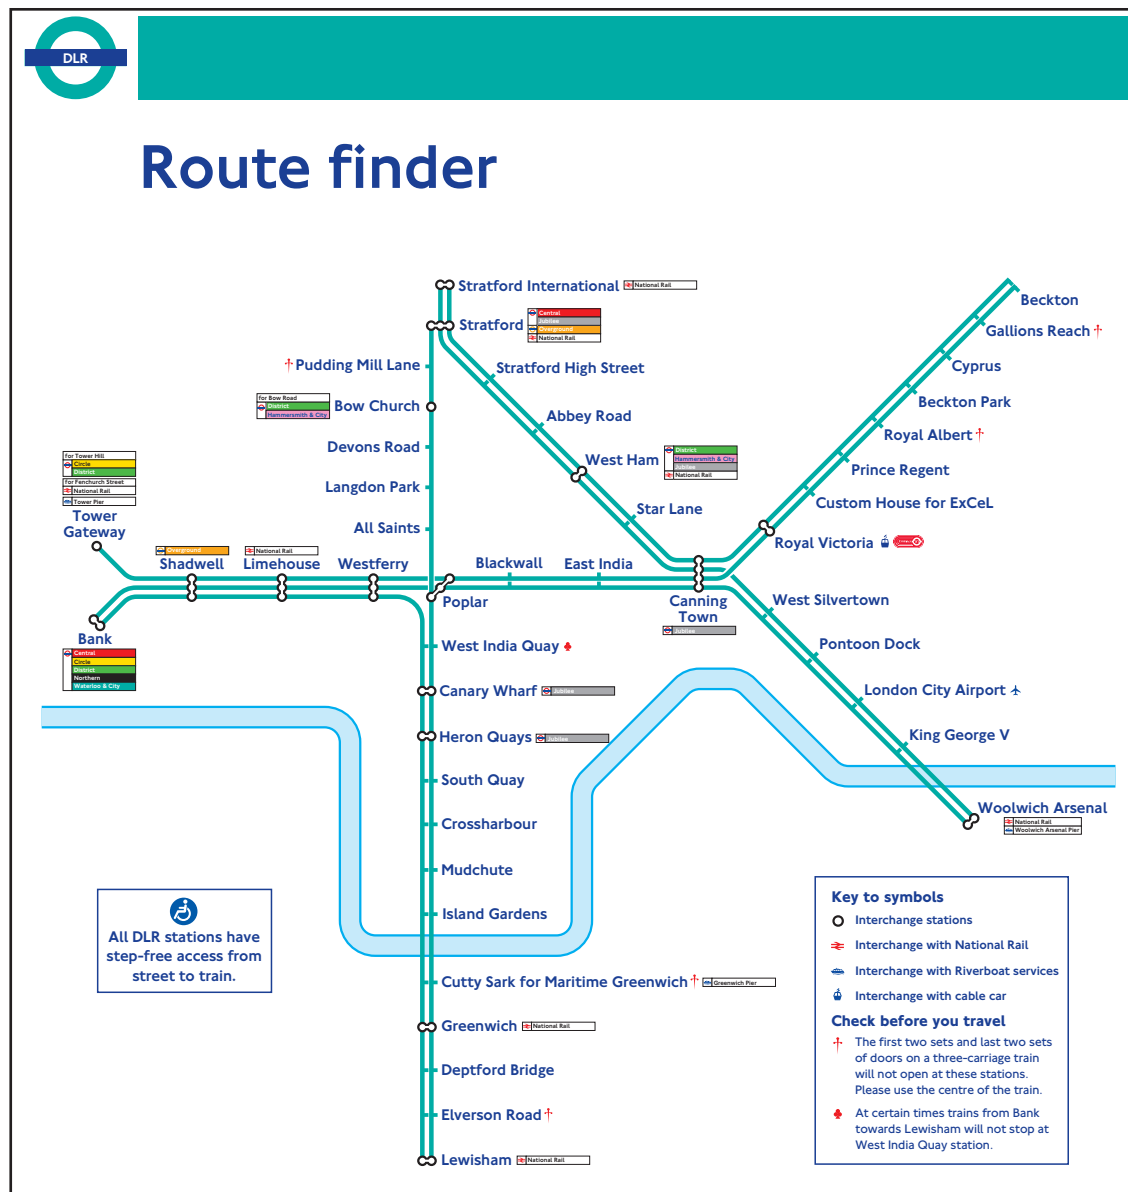 DLR
Route finder
Stratford International
National Rail
Stratford
Central
Jubilee
Overground
National Rail
Pudding Mill Lane
Stratford High Street
for Bow Road
District
Hammersmith & City
Bow Church
Abbey Road
Devons Road
West Ham
District
Hammersmith & City
Jubilee
National Rail
Langdon Park
Star Lane
All Saints
Beckton
Gallions Reach
Cyprus
Beckton Park
Royal Albert
Prince Regent
Custom House for ExCeL
Royal Victoria
for Tower Hill
Circle
District
for Fenchurch Street
National Rail
Tower Pier
Tower
Gateway
Overground
Shadwell
National Rail
Limehouse
Westferry
Blackwall
East India
Poplar
Canning
Town
Jubilee
Bank
Central
Circle
District
Northern
Waterloo & City
West Silvertown
Pontoon Dock
London City Airport
King George V
Woolwich Arsenal
National Rail
Woolwich Arsenal Pier
West India Quay
Canary Wharf
Jubilee
Heron Quays
Jubilee
South Quay
Crossharbour
Mudchute
Island Gardens
Cutty Sark for Maritime Greenwich
Greenwich Pier
Greenwich
National Rail
Deptford Bridge
Elverson Road
Lewisham
National Rail
All DLR stations have
step-free access from
street to train.
Key to symbols
Interchange stations
Interchange with National Rail
Interchange with Riverboat services
Interchange with cable car
Check before you travel
The first two sets and last two sets
of doors on a three-carriage train
will not open at these stations.
Please use the centre of the train.
At certain times trains from Bank
towards Lewisham will not stop at
West India Quay station.